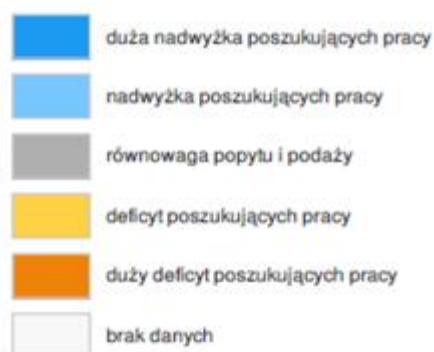 duża nadwyżka poszukujących pracy
nadwyżka poszukujących pracy
równowaga popytu i podaży
deficyt poszukujących pracy
duży deficyt poszukujących pracy
brak danych